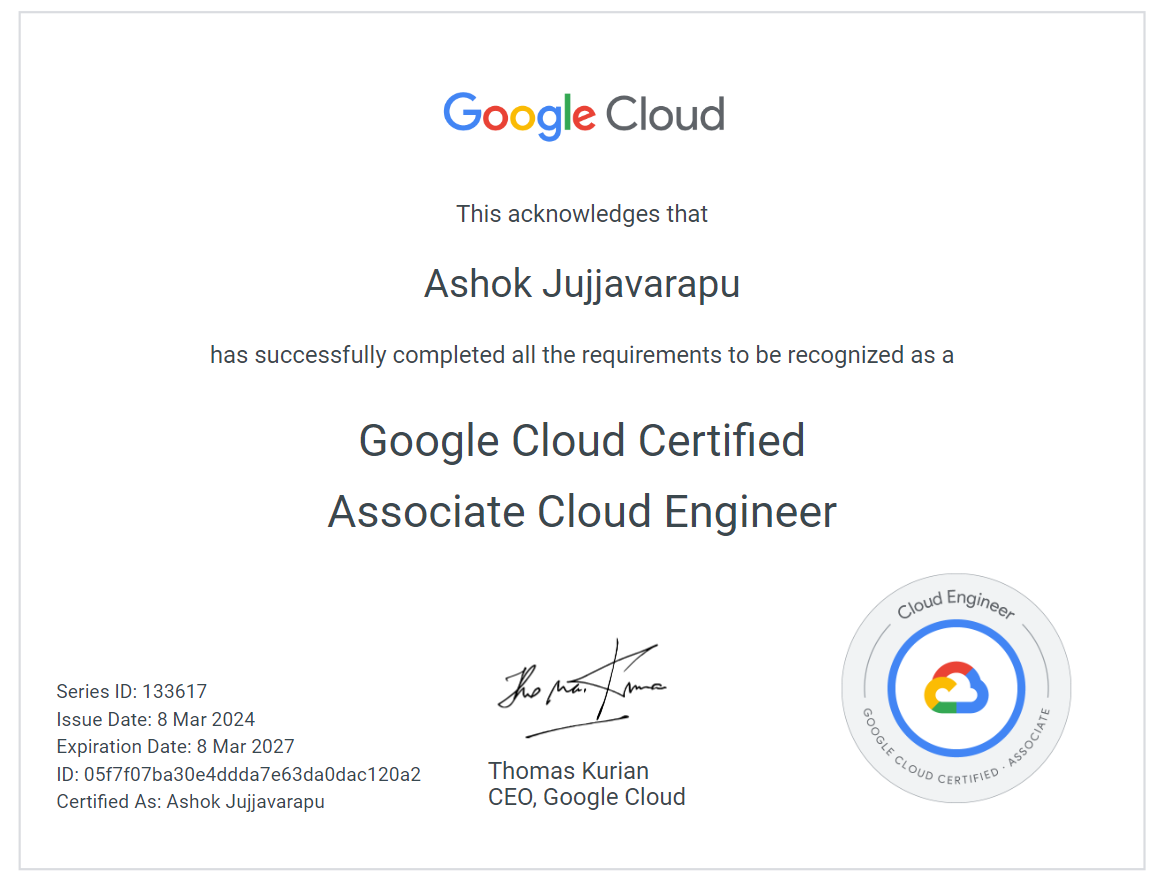 Google Cloud
This acknowledges that
Ashok Jujjavarapu
has successfully completed all the requirements to be recognized as a
Google Cloud Certified
Associate Cloud Engineer
Series ID: 133617
Issue Date: 8 Mar 2024
Expiration Date: 8 Mar 2027
ID: 05f7f07ba30e4ddda7e63da0dac120a2
Certified As: Ashok Jujjavarapu
Thomas Kurian
CEO, Google Cloud
Cloud Engineer
GOOGLE CLOUD CERTIFIED · ASSOCIATE